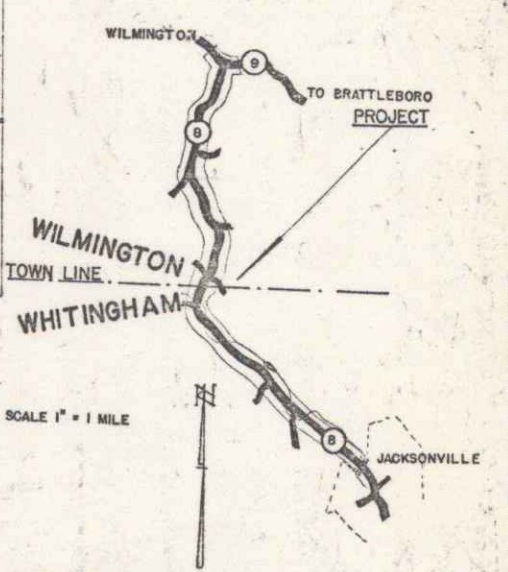 WILMINGTON
9
TO BRATTLEBORO
PROJECT
8
WILMINGTON
TOWN LINE
WHITINGHAM
N
SCALE 1" = 1 MILE
8
JACKSONVILLE